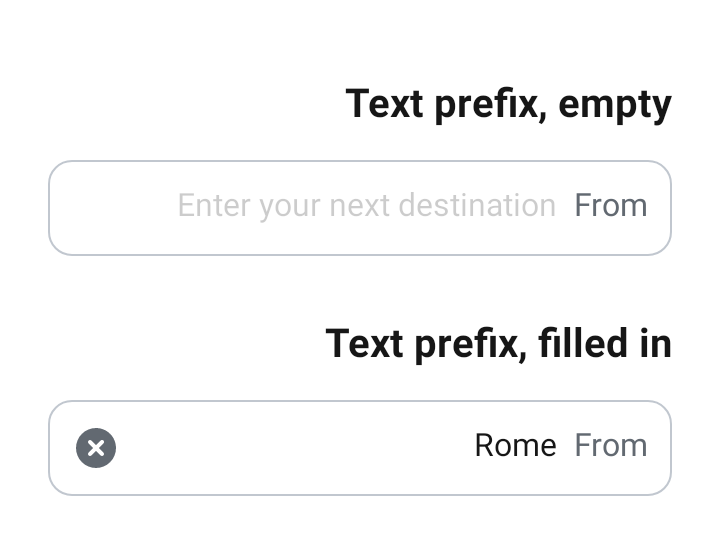 Text prefix, empty
Enter your next destination From
Text prefix, filled in
Rome From